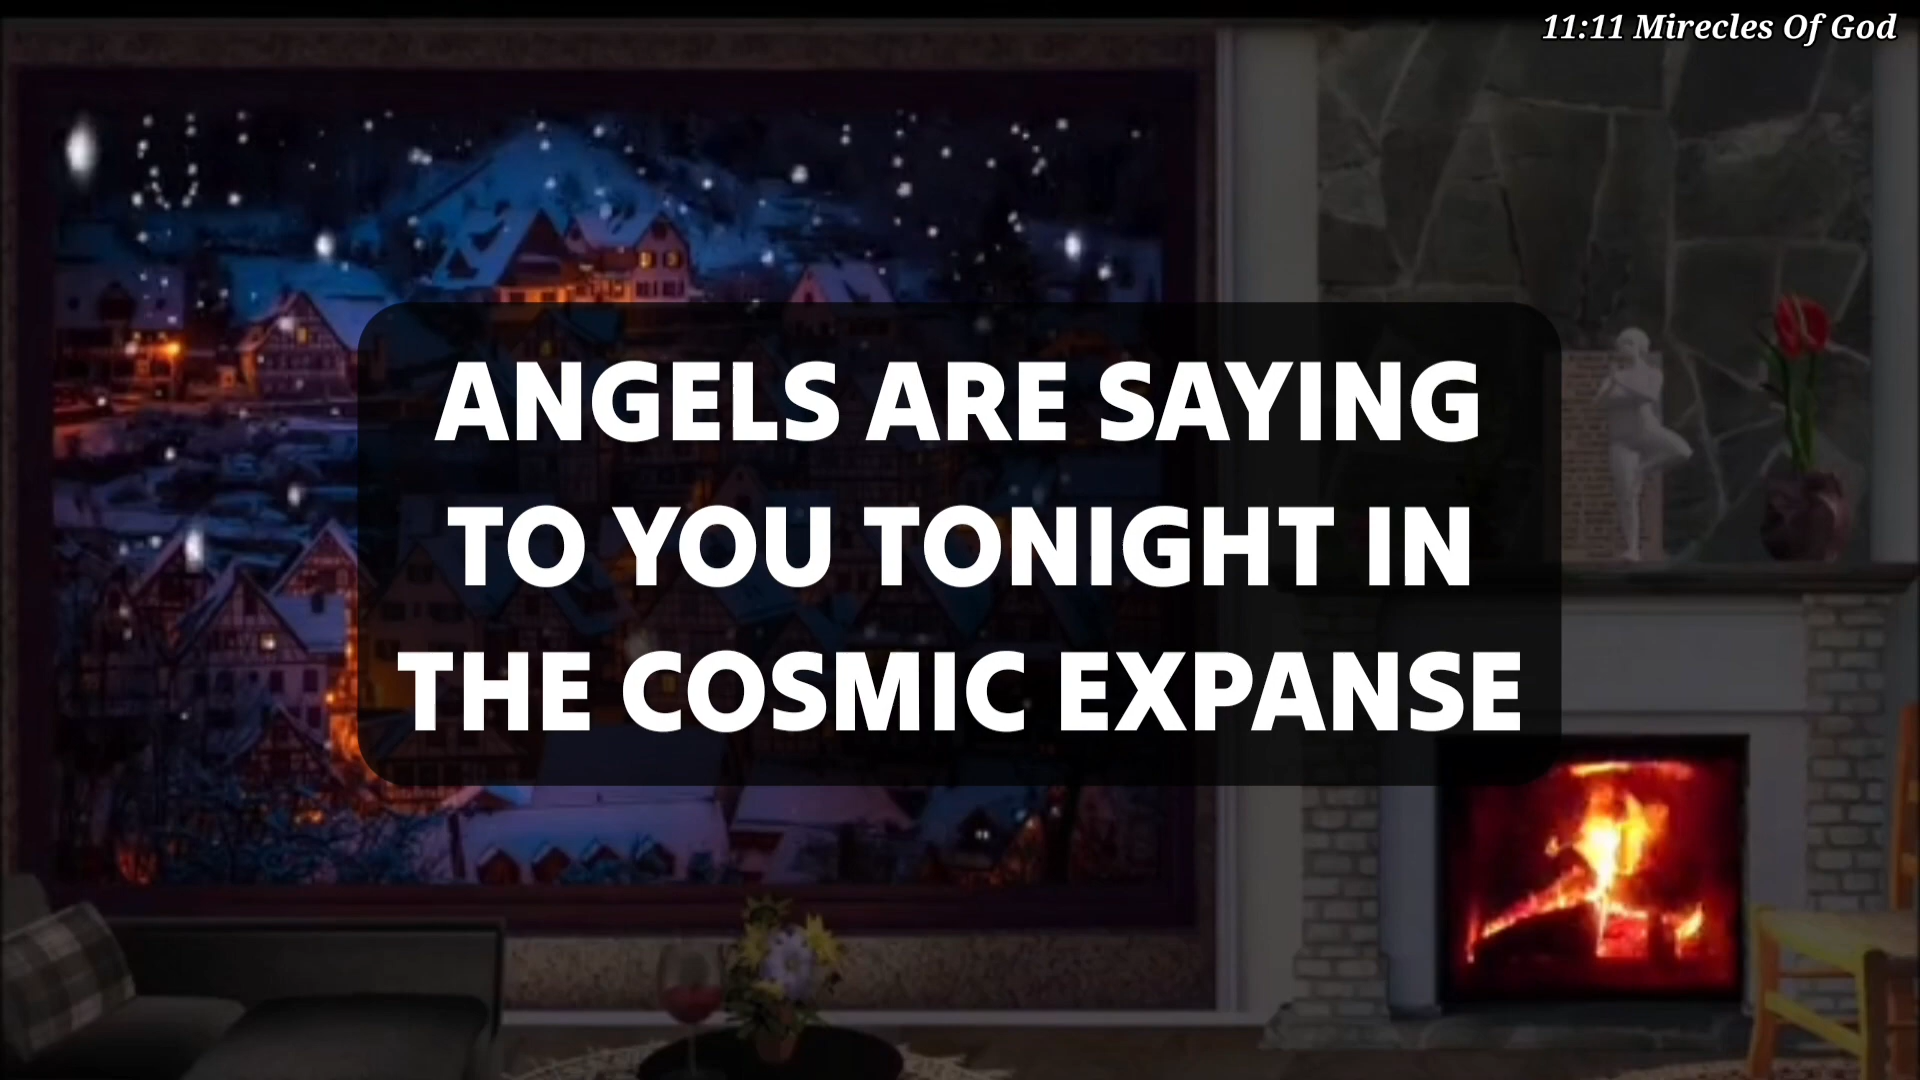 11:11 Mirecles Of God
ANGELS ARE SAYING
TO YOU TONIGHT IN
THE COSMIC EXPANSE